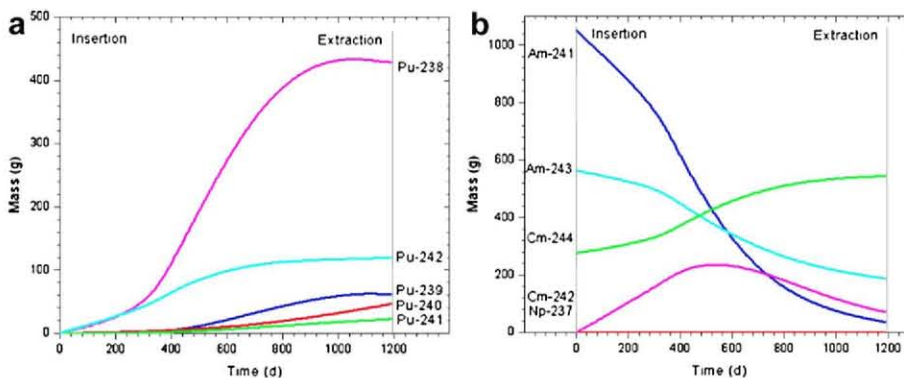 a
500
400
300
200
100
0
Mass (g)
Insertion
Extraction
Pu-238
Pu-242
Pu-239
Pu-240
Pu-241
0 200 400 600 800 1000 1200
Time (d)
b
1000
800
600
400
200
0
Mass (g)
Insertion
Extraction
Am-241
Am-243
Cm-244
Cm-242
Np-237
0 200 400 600 800 1000 1200
Time (d)